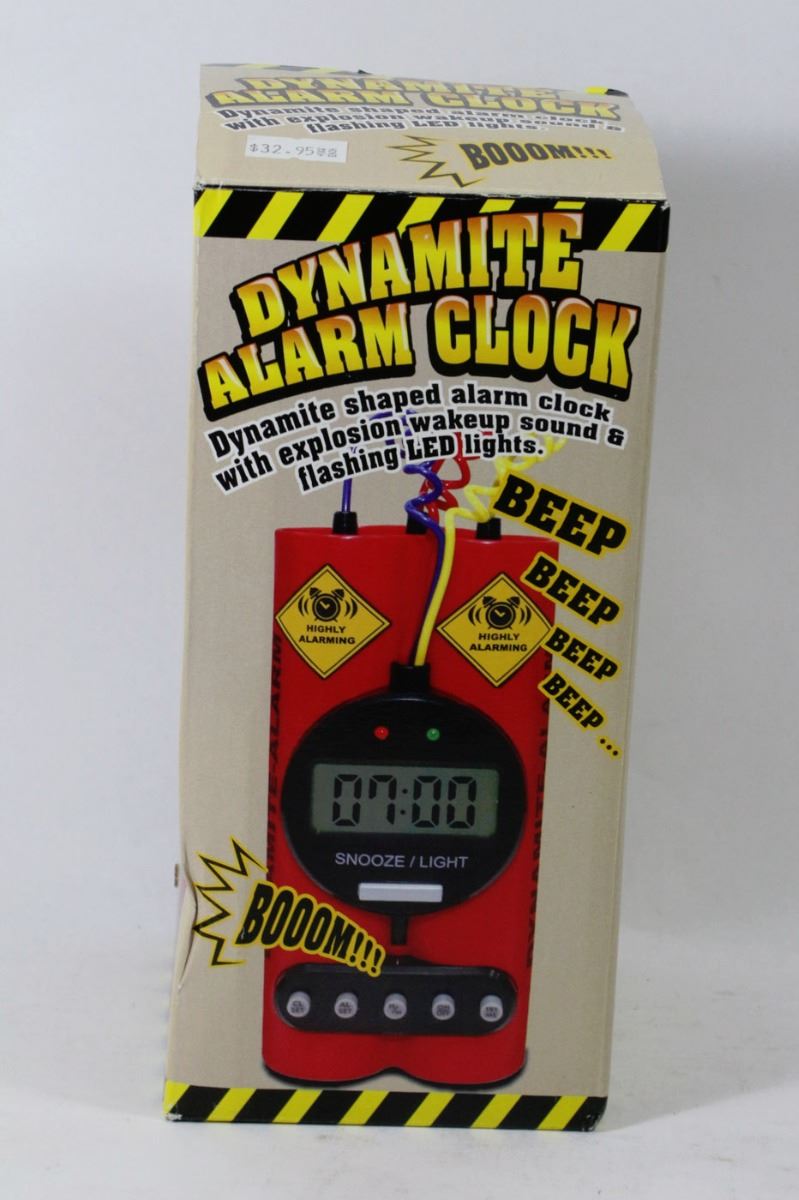 DYNAMITE
ALARM CLOCK
Dynamite shaped alarm clock
with explosion wakeup sound &
flashing LED lights.
$32.95
BOOOM!!!
DYNAMITE
ALARM CLOCK
Dynamite shaped alarm clock
with explosion wakeup sound &
flashing LED lights.
BEEP
BEEP
BEEP
BEEP...
HIGHLY
ALARMING
HIGHLY
ALARMING
07:00
SNOOZE / LIGHT
BOOOM!!!